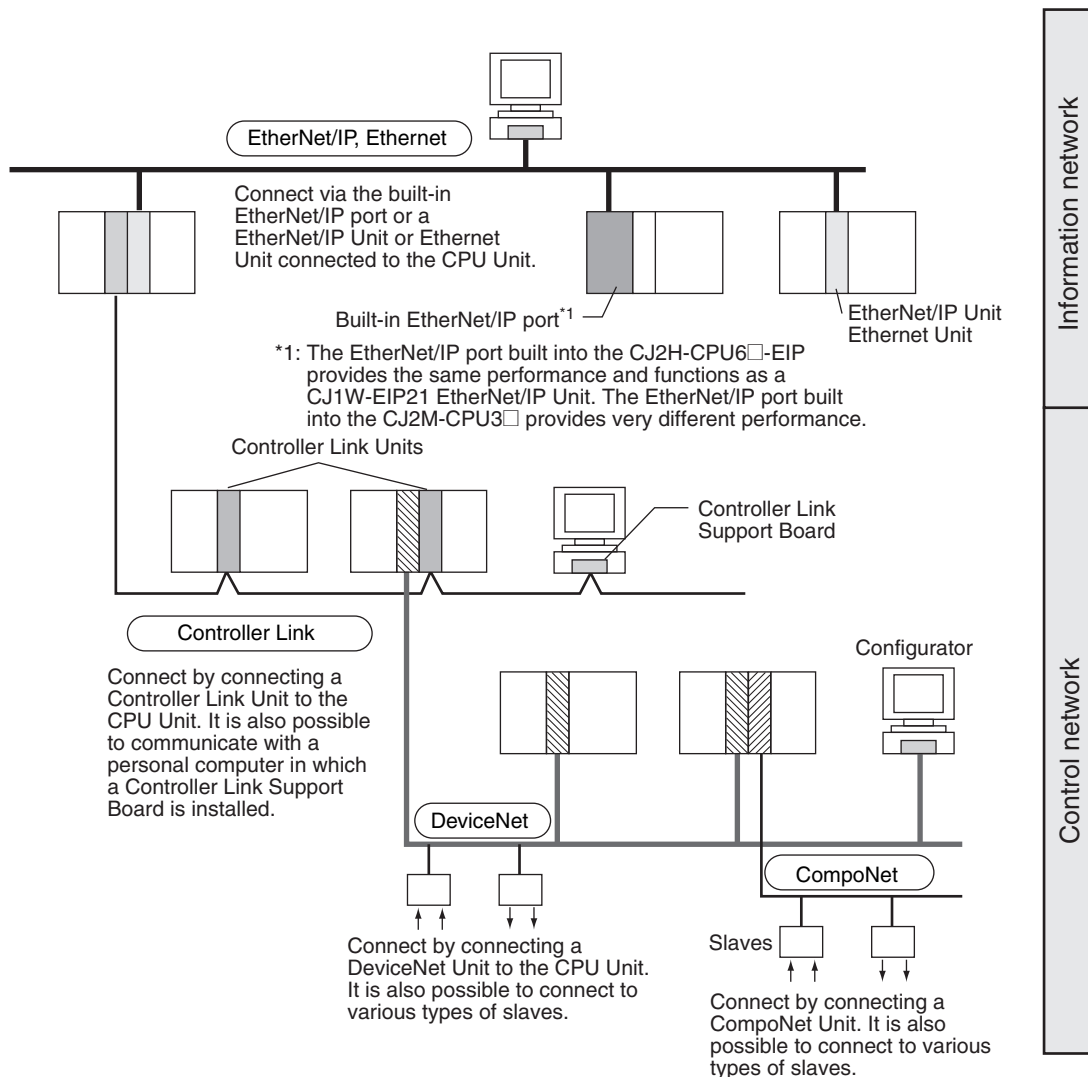 EtherNet/IP, Ethernet
Connect via the built-in
EtherNet/IP port or a
EtherNet/IP Unit or Ethernet
Unit connected to the CPU Unit.
Built-in EtherNet/IP port*1
EtherNet/IP Unit
Ethernet Unit
*1: The EtherNet/IP port built into the CJ2H-CPU6□-EIP
provides the same performance and functions as a
CJ1W-EIP21 EtherNet/IP Unit. The EtherNet/IP port built
into the CJ2M-CPU3□ provides very different performance.
Information network
Controller Link Units
Controller Link
Support Board
Controller Link
Connect by connecting a
Controller Link Unit to the
CPU Unit. It is also possible
to communicate with a
personal computer in which
a Controller Link Support
Board is installed.
Configurator
DeviceNet
CompoNet
Connect by connecting a
DeviceNet Unit to the CPU Unit.
It is also possible to connect to
various types of slaves.
Slaves
Connect by connecting a
CompoNet Unit. It is also
possible to connect to various
types of slaves.
Control network